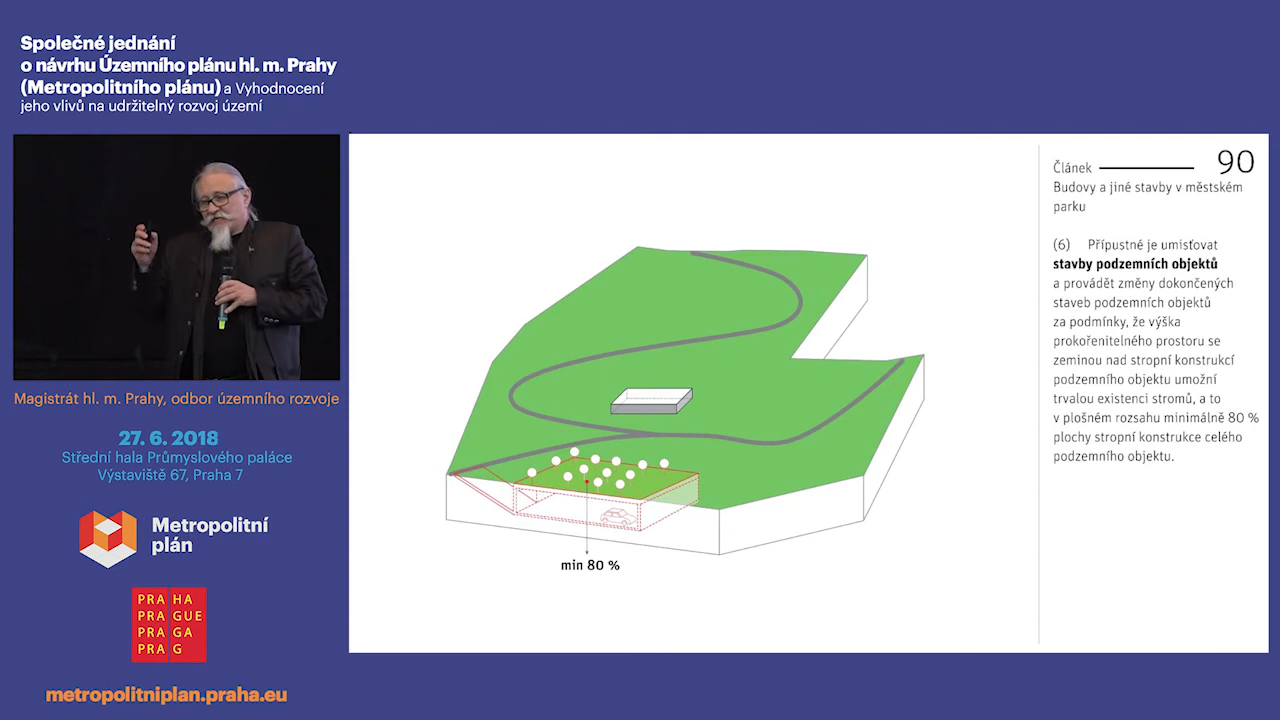 Společné jednání
o návrhu Územního plánu hl. m. Prahy
(Metropolitního plánu) a Vyhodnocení
jeho vlivů na udržitelný rozvoj území
Magistrát hl. m. Prahy, odbor územního rozvoje
27. 6. 2018
Střední hala Průmyslového paláce
Výstaviště 67, Praha 7
Metropolitní
plán
PRA HA
PRA GUE
PRA GA
PRA G
metropolitniplan.praha.eu
min 80 %
Článek 90
Budovy a jiné stavby v městském
parku
(6) Přípustné je umisťovat
stavby podzemních objektů
a provádět změny dokončených
staveb podzemních objektů
za podmínky, že výška
prokořenitelného prostoru se
zeminou nad stropní konstrukcí
podzemního objektu umožní
trvalou existenci stromů, a to
v plošném rozsahu minimálně 80 %
plochy stropní konstrukce celého
podzemního objektu.